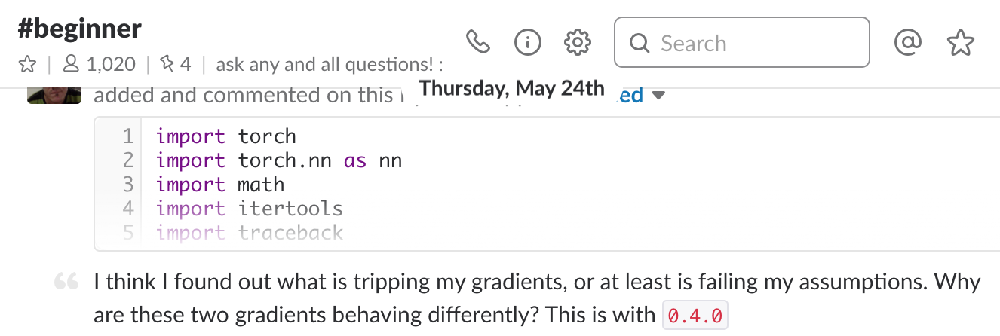 #beginner
Search
1,020 4 ask any and all questions! :
Thursday, May 24th
added and commented on this ed
1 import torch
2 import torch.nn as nn
3 import math
4 import itertools
5 import traceback
I think I found out what is tripping my gradients, or at least is failing my assumptions. Why
are these two gradients behaving differently? This is with 0.4.0